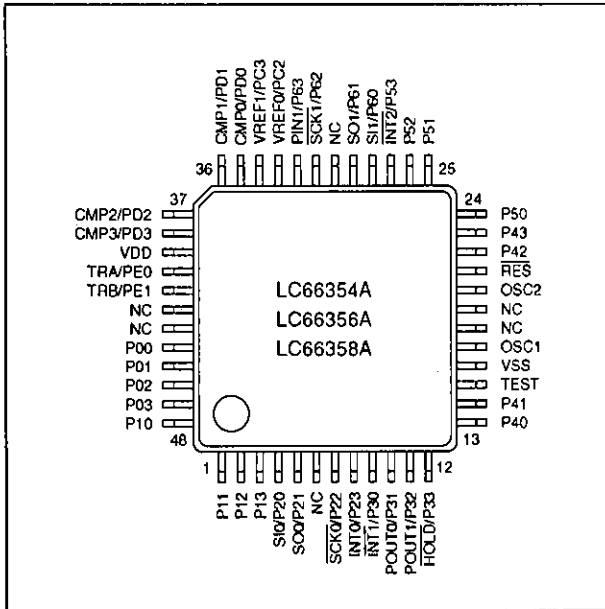 CMP1/PD1
CMP0/PD0
VREF1/PC3
VREF0/PC2
PIN1/P63
SCK1/P62
NC
SO1/P61
SI1/P60
INT2/P53
P52
P51
36
25
37
24
CMP2/PD2
CMP3/PD3
VDD
TRA/PE0
TRB/PE1
NC
NC
P00
P01
P02
P03
P10
LC66354A
LC66356A
LC66358A
P50
P43
P42
RES
OSC2
NC
NC
OSC1
VSS
TEST
P41
P40
48
13
1
12
P11
P12
P13
SI0/P20
SO0/P21
NC
SCK0/P22
INT0/P23
INT1/P30
POUT0/P31
POUT1/P32
HOLD/P33